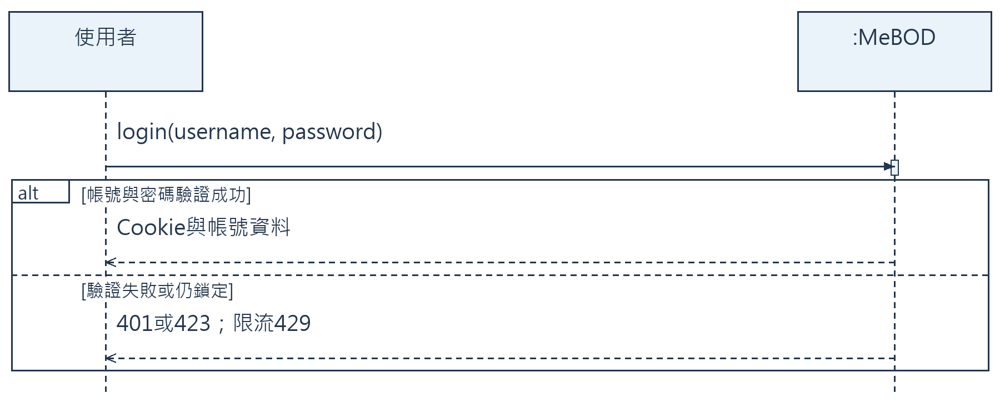 使用者
:MeBOD
login(username, password)
alt
[帳號與密碼驗證成功]
Cookie與帳號資料
[驗證失敗或仍鎖定]
401或423；限流429